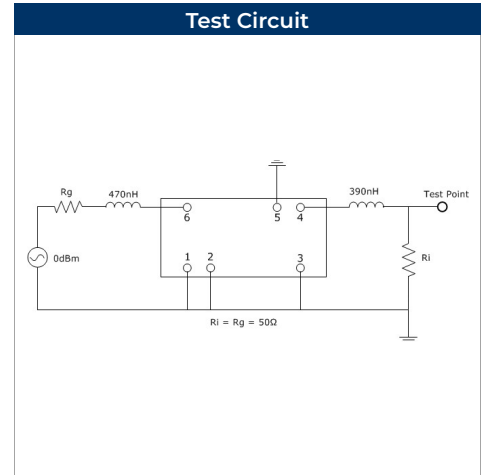 Test Circuit
Rg
470nH
390nH
Test Point
6
5
4
0dBm
1
2
3
Ri
Ri = Rg = 50Ω